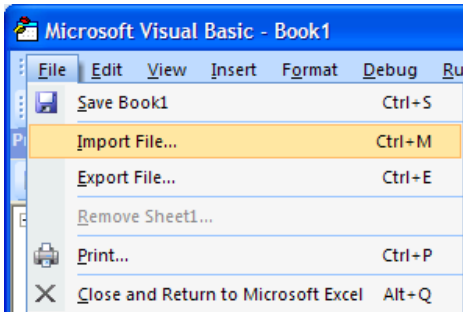 Microsoft Visual Basic - Book1
File Edit View Insert Format Debug Ru
Save Book1 Ctrl+S
Import File... Ctrl+M
Export File... Ctrl+E
Remove Sheet1...
Print... Ctrl+P
Close and Return to Microsoft Excel Alt+Q